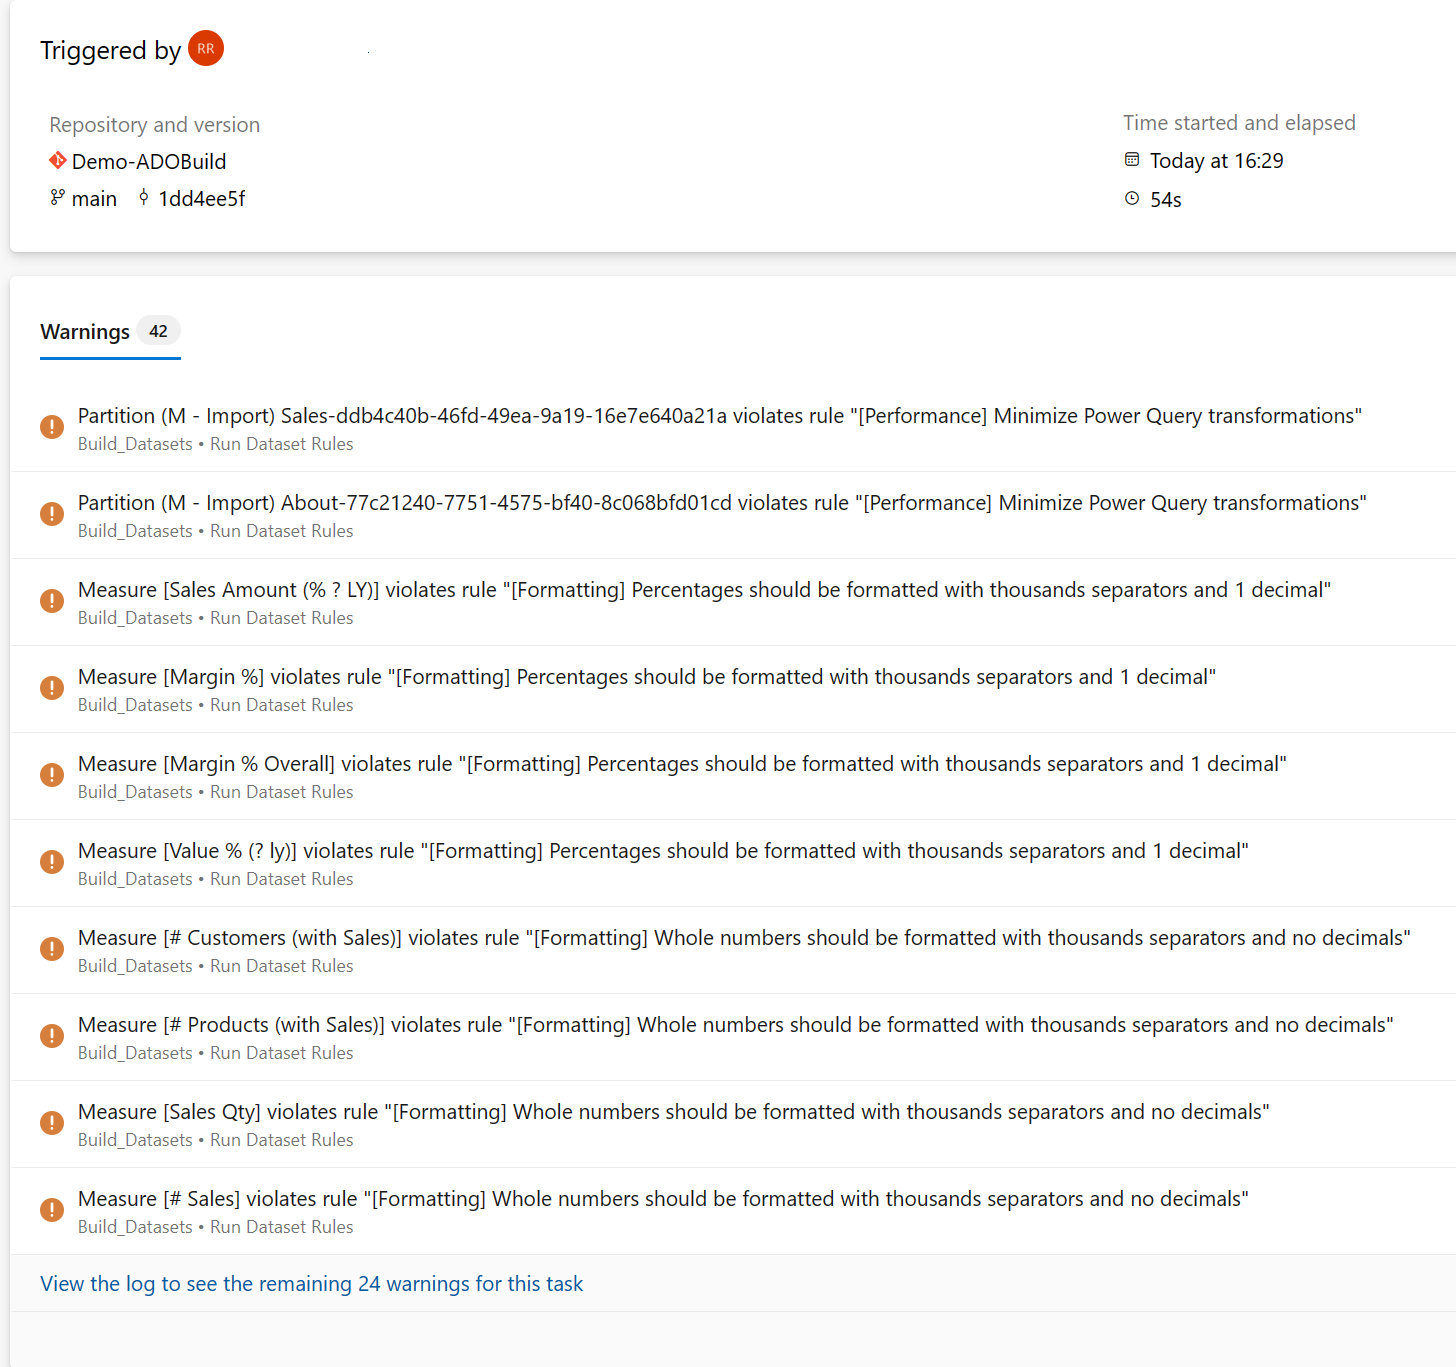 Triggered by RR
Repository and version
Demo-ADOBuild
main 1dd4ee5f
Time started and elapsed
Today at 16:29
54s
Warnings 42
Partition (M - Import) Sales-ddb4c40b-46fd-49ea-9a19-16e7e640a21a violates rule "[Performance] Minimize Power Query transformations"
Build_Datasets • Run Dataset Rules
Partition (M - Import) About-77c21240-7751-4575-bf40-8c068bfd01cd violates rule "[Performance] Minimize Power Query transformations"
Build_Datasets • Run Dataset Rules
Measure [Sales Amount (% ? LY)] violates rule "[Formatting] Percentages should be formatted with thousands separators and 1 decimal"
Build_Datasets • Run Dataset Rules
Measure [Margin %] violates rule "[Formatting] Percentages should be formatted with thousands separators and 1 decimal"
Build_Datasets • Run Dataset Rules
Measure [Margin % Overall] violates rule "[Formatting] Percentages should be formatted with thousands separators and 1 decimal"
Build_Datasets • Run Dataset Rules
Measure [Value % (? ly)] violates rule "[Formatting] Percentages should be formatted with thousands separators and 1 decimal"
Build_Datasets • Run Dataset Rules
Measure [# Customers (with Sales)] violates rule "[Formatting] Whole numbers should be formatted with thousands separators and no decimals"
Build_Datasets • Run Dataset Rules
Measure [# Products (with Sales)] violates rule "[Formatting] Whole numbers should be formatted with thousands separators and no decimals"
Build_Datasets • Run Dataset Rules
Measure [Sales Qty] violates rule "[Formatting] Whole numbers should be formatted with thousands separators and no decimals"
Build_Datasets • Run Dataset Rules
Measure [# Sales] violates rule "[Formatting] Whole numbers should be formatted with thousands separators and no decimals"
Build_Datasets • Run Dataset Rules
View the log to see the remaining 24 warnings for this task